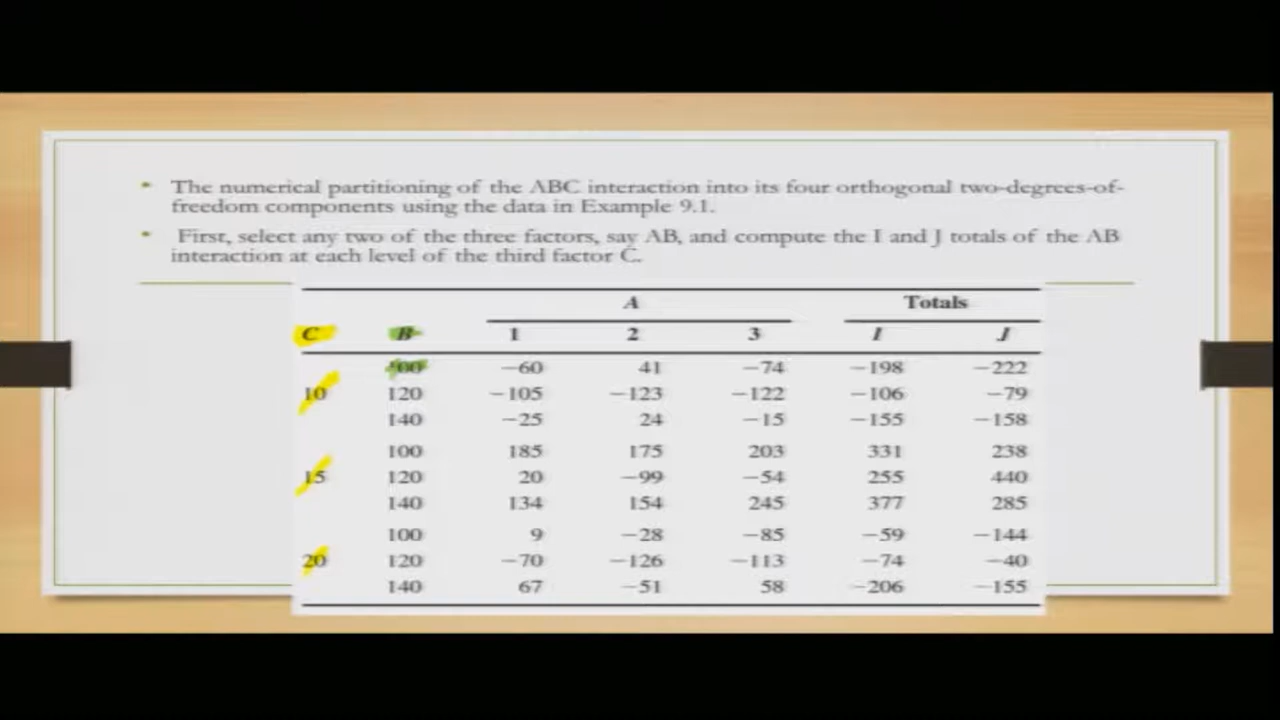 • The numerical partitioning of the ABC interaction into its four orthogonal two-degrees-of-
freedom components using the data in Example 9.1.
• First, select any two of the three factors, say AB, and compute the I and J totals of the AB
interaction at each level of the third factor C.
A Totals
C B 1 2 3 I J
100 −60 41 −74 −198 −222
10 120 −105 −123 −122 −106 −79
140 −25 24 −15 −155 −158
100 185 175 203 331 238
15 120 20 −99 −54 255 440
140 134 154 245 377 285
100 9 −28 −85 −59 −144
20 120 −70 −126 −113 −74 −40
140 67 −51 58 −206 −155